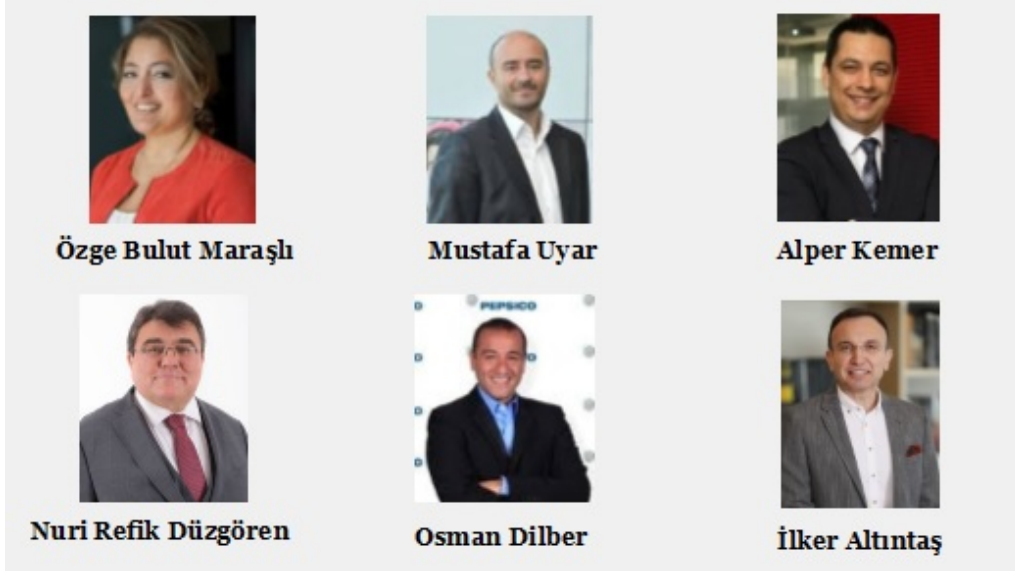 Özge Bulut Maraşlı
Mustafa Uyar
Alper Kemer
PEPSICO
Nuri Refik Düzgören
Osman Dilber
İlker Altıntaş